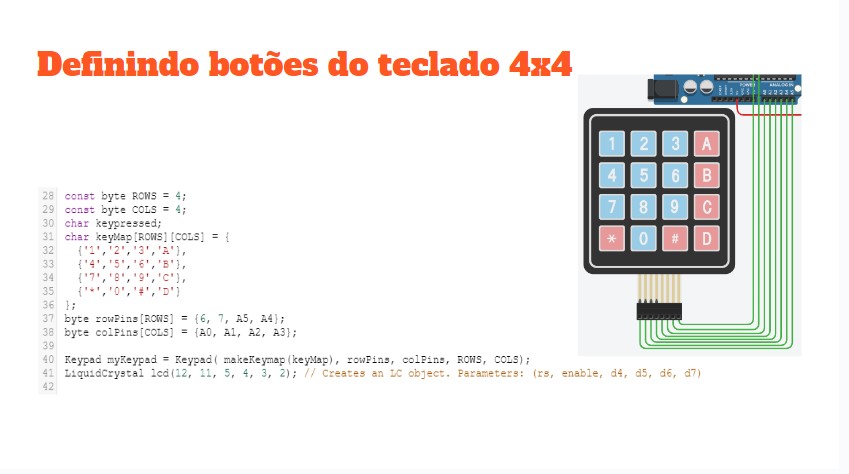 Definindo botões do teclado 4x4
POWER
ANALOG IN
1 2 3 A
4 5 6 B
7 8 9 C
* 0 # D
28 const byte ROWS = 4;
29 const byte COLS = 4;
30 char keypressed;
31 char keyMap[ROWS][COLS] = {
32 {'1','2','3','A'},
33 {'4','5','6','B'},
34 {'7','8','9','C'},
35 {'*','0','#','D'}
36 };
37 byte rowPins[ROWS] = {6, 7, A5, A4};
38 byte colPins[COLS] = {A0, A1, A2, A3};
39
40 Keypad myKeypad = Keypad( makeKeymap(keyMap), rowPins, colPins, ROWS, COLS);
41 LiquidCrystal lcd(12, 11, 5, 4, 3, 2); // Creates an LC object. Parameters: (rs, enable, d4, d5, d6, d7)
42